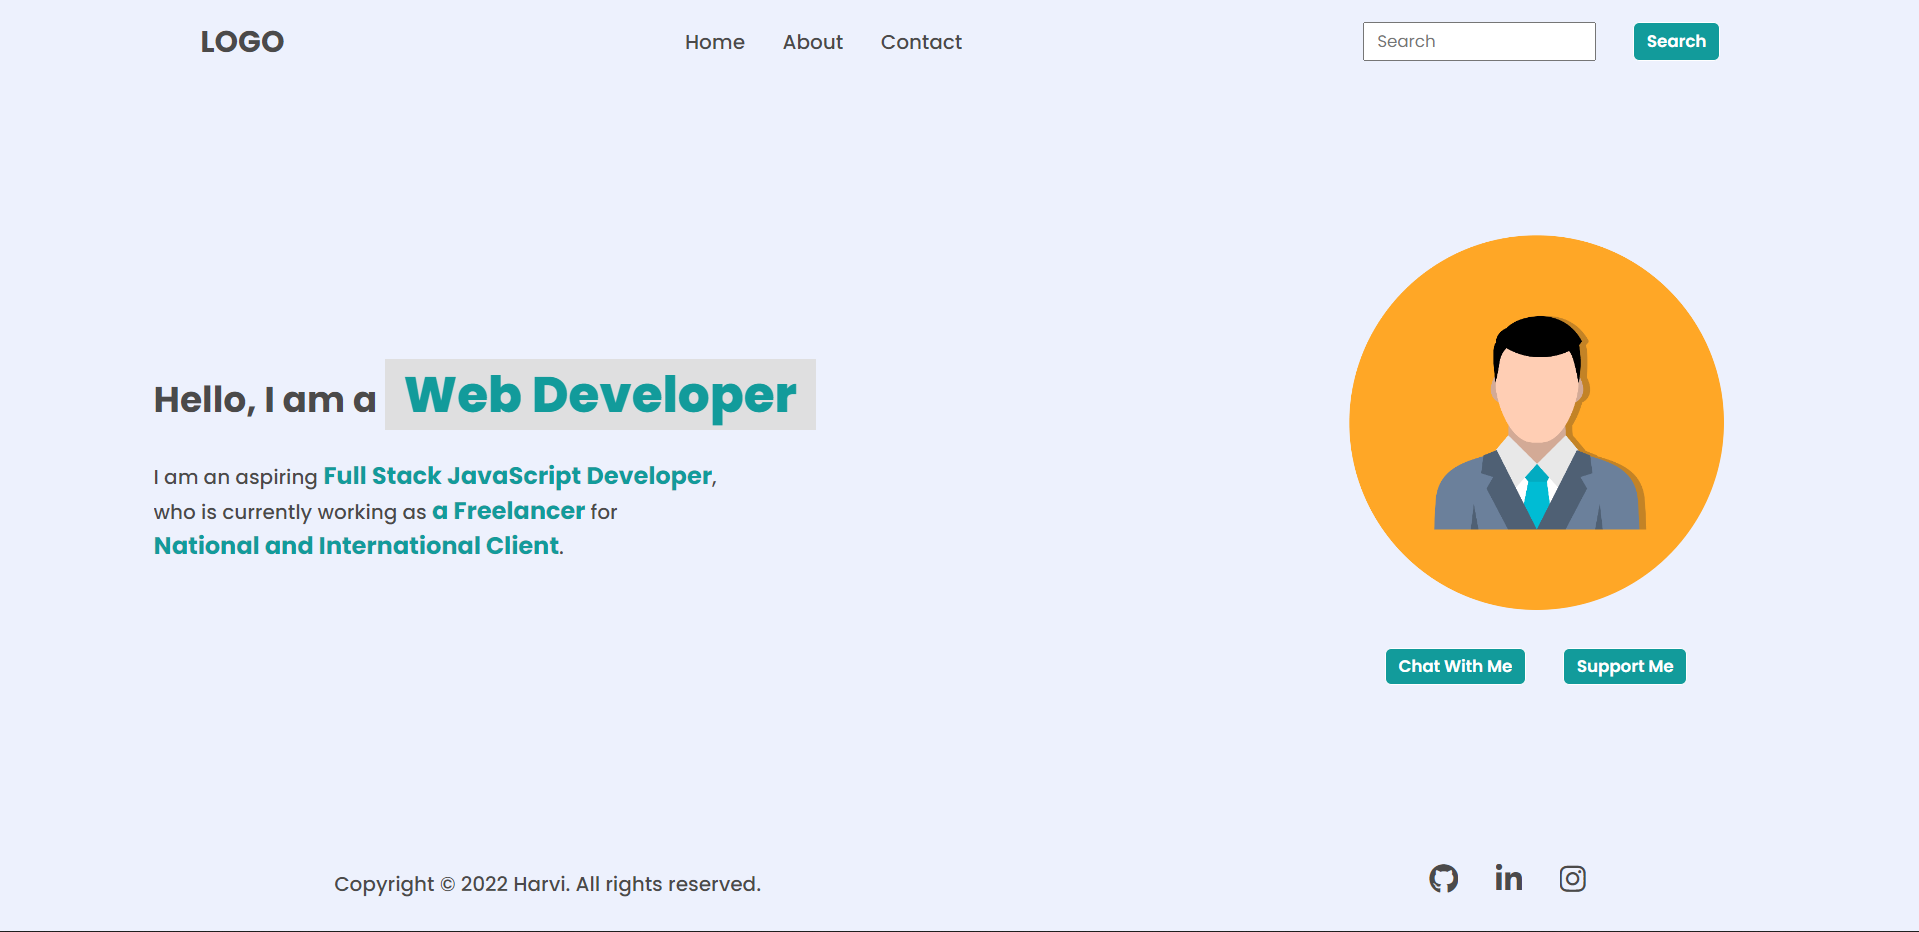 LOGO
Home About Contact
Search Search
Hello, I am a Web Developer
I am an aspiring Full Stack JavaScript Developer,
who is currently working as a Freelancer for
National and International Client.
Chat With Me Support Me
Copyright © 2022 Harvi. All rights reserved.
in